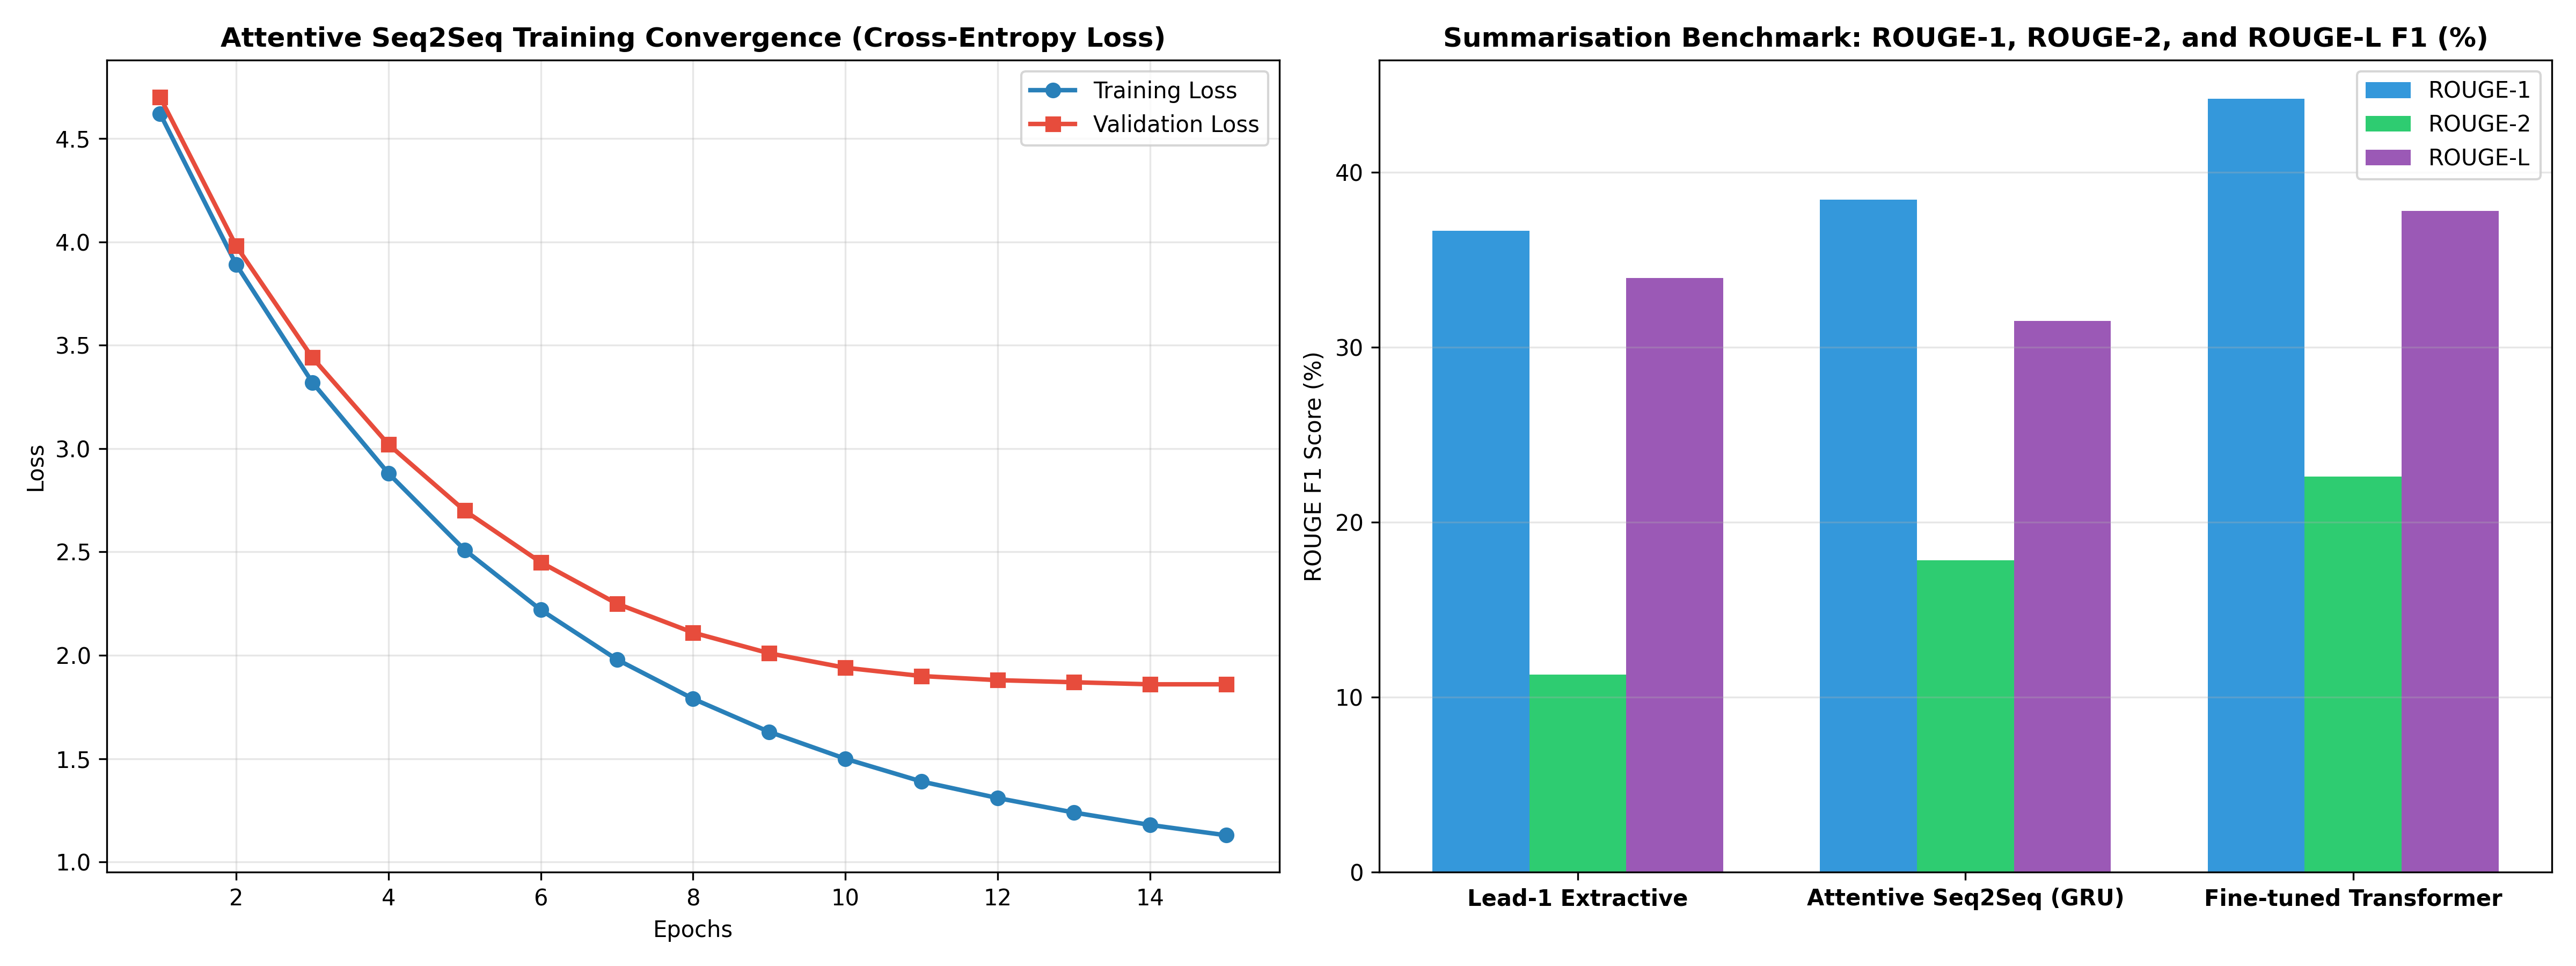 Attentive Seq2Seq Training Convergence (Cross-Entropy Loss)
Training Loss
Validation Loss
Loss
4.5
4.0
3.5
3.0
2.5
2.0
1.5
1.0
2 4 6 8 10 12 14
Epochs
Summarisation Benchmark: ROUGE-1, ROUGE-2, and ROUGE-L F1 (%)
ROUGE-1
ROUGE-2
ROUGE-L
ROUGE F1 Score (%)
40
30
20
10
0
Lead-1 Extractive
Attentive Seq2Seq (GRU)
Fine-tuned Transformer